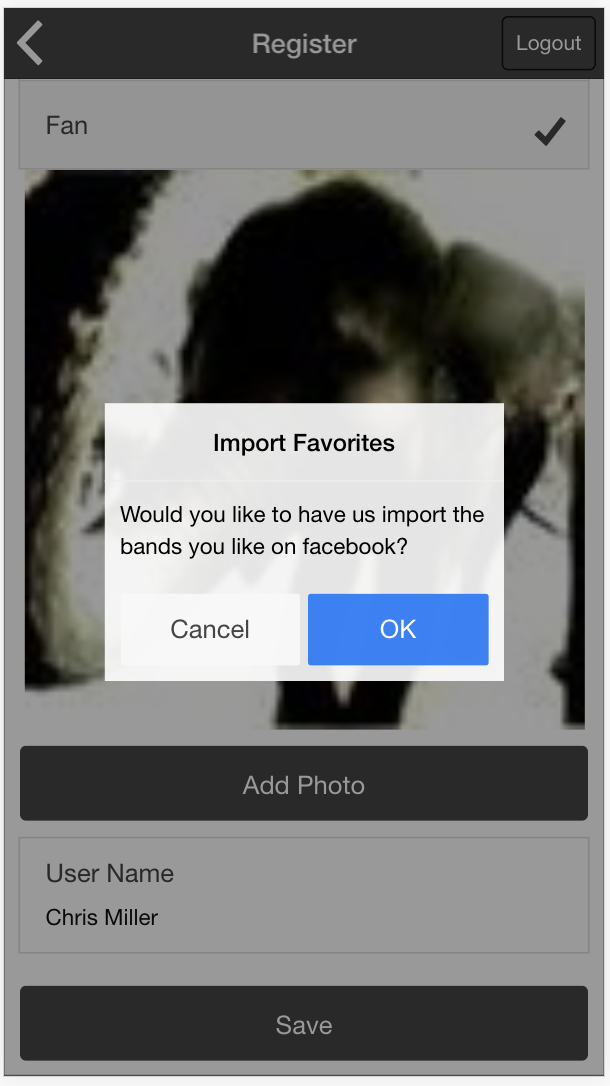 Register
Logout
Fan
Import Favorites
Would you like to have us import the
bands you like on facebook?
Cancel
OK
Add Photo
User Name
Chris Miller
Save